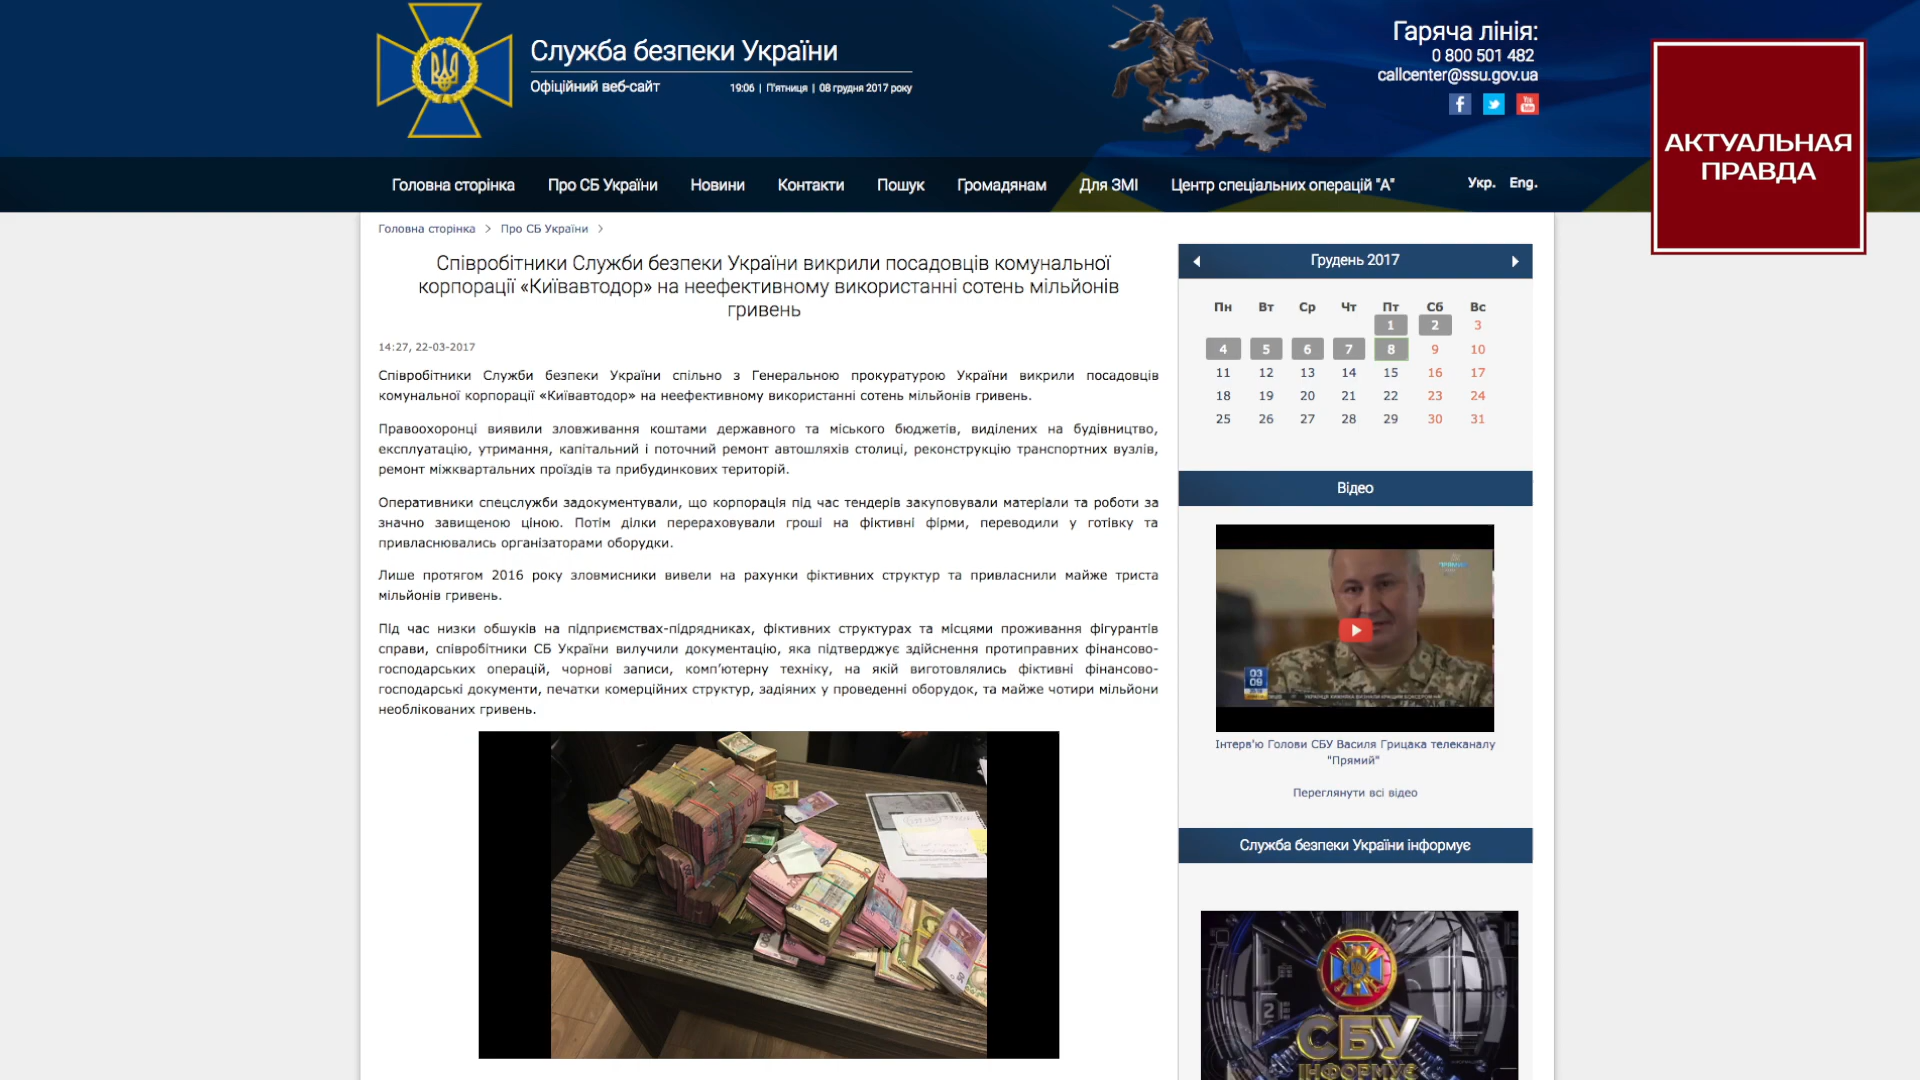 Служба безпеки України
Офіційний веб-сайт
19:06 | П'ятниця | 08 грудня 2017 року
Гаряча лінія:
0 800 501 482
callcenter@ssu.gov.ua
You
Tube
АКТУАЛЬНАЯ
ПРАВДА
Головна сторінка Про СБ України Новини Контакти Пошук Громадянам Для ЗМІ Центр спеціальних операцій "А" Укр. Eng.
Головна сторінка > Про СБ України >
Співробітники Служби безпеки України викрили посадовців комунальної
корпорації «Київавтодор» на неефективному використанні сотень мільйонів
гривень
14:27, 22-03-2017
Співробітники Служби безпеки України спільно з Генеральною прокуратурою України викрили посадовців
комунальної корпорації «Київавтодор» на неефективному використанні сотень мільйонів гривень.
Правоохоронці виявили зловживання коштами державного та міського бюджетів, виділених на будівництво,
експлуатацію, утримання, капітальний і поточний ремонт автошляхів столиці, реконструкцію транспортних вузлів,
ремонт міжквартальних проїздів та прибудинкових територій.
Оперативники спецслужби задокументували, що корпорація під час тендерів закуповували матеріали та роботи за
значно завищеною ціною. Потім ділки перераховували гроші на фіктивні фірми, переводили у готівку та
привласнювались організаторами оборудки.
Лише протягом 2016 року зловмисники вивели на рахунки фіктивних структур та привласнили майже триста
мільйонів гривень.
Під час низки обшуків на підприємствах-підрядниках, фіктивних структурах та місцями проживання фігурантів
справи, співробітники СБ України вилучили документацію, яка підтверджує здійснення протиправних фінансово-
господарських операцій, чорнові записи, комп'ютерну техніку, на якій виготовлялись фіктивні фінансово-
господарські документи, печатки комерційних структур, задіяних у проведенні оборудок, та майже чотири мільйони
необлікованих гривень.
Грудень 2017
Пн Вт Ср Чт Пт Сб Вс
1 2 3
4 5 6 7 8 9 10
11 12 13 14 15 16 17
18 19 20 21 22 23 24
25 26 27 28 29 30 31
Відео
ПРЯМИЙ
03
09
Інтерв'ю Голови СБУ Василя Грицака телеканалу
"Прямий"
Переглянути всі відео
Служба безпеки України інформує
СБУ
ІНФОРМУЄ